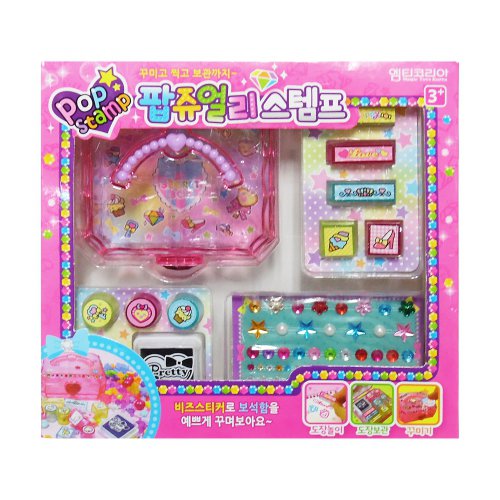 꾸미고 찍고 보관까지~
엠티코리아
Pop
stamp
팝쥬얼리스템프
3+
Pretty
비즈스티커로 보석함을
예쁘게 꾸며보아요~
도장놀이
도장보관
꾸미기